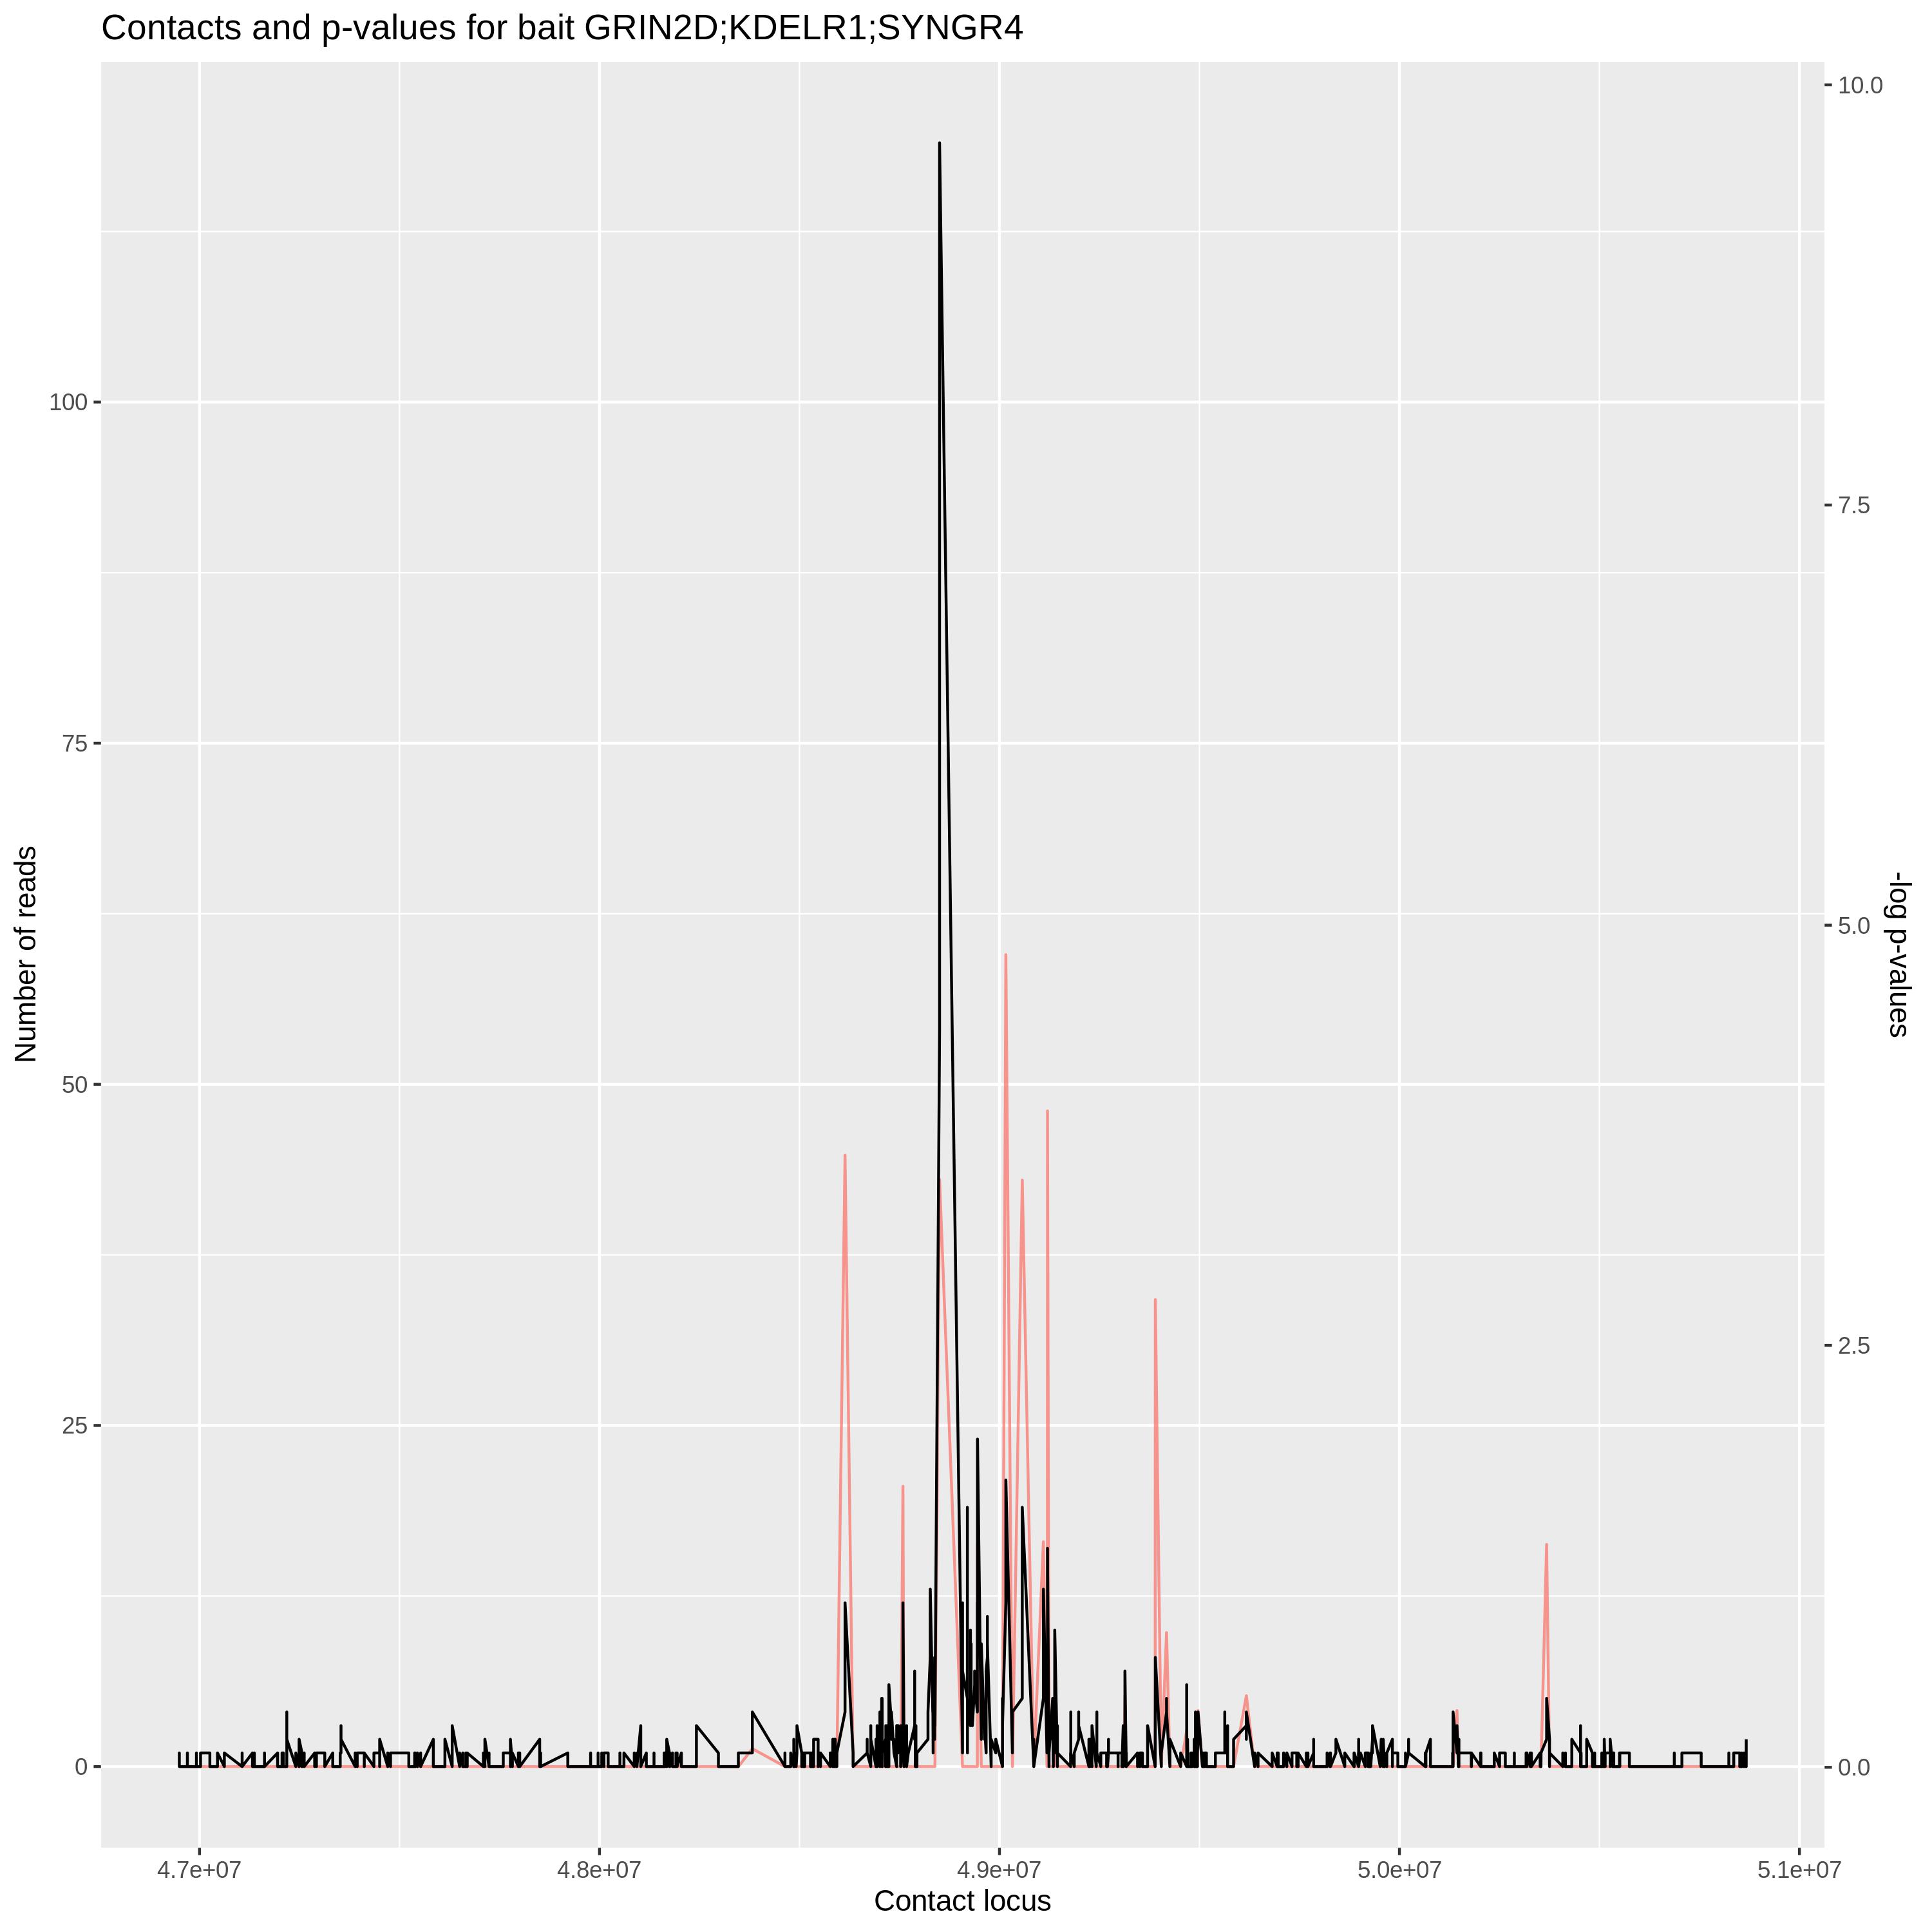 Contacts and p-values for bait GRIN2D;KDELR1;SYNGR4
Number of reads
100
75
50
25
0
10.0
7.5
5.0
2.5
0.0
-log p-values
4.7e+07 4.8e+07 4.9e+07 5.0e+07 5.1e+07
Contact locus